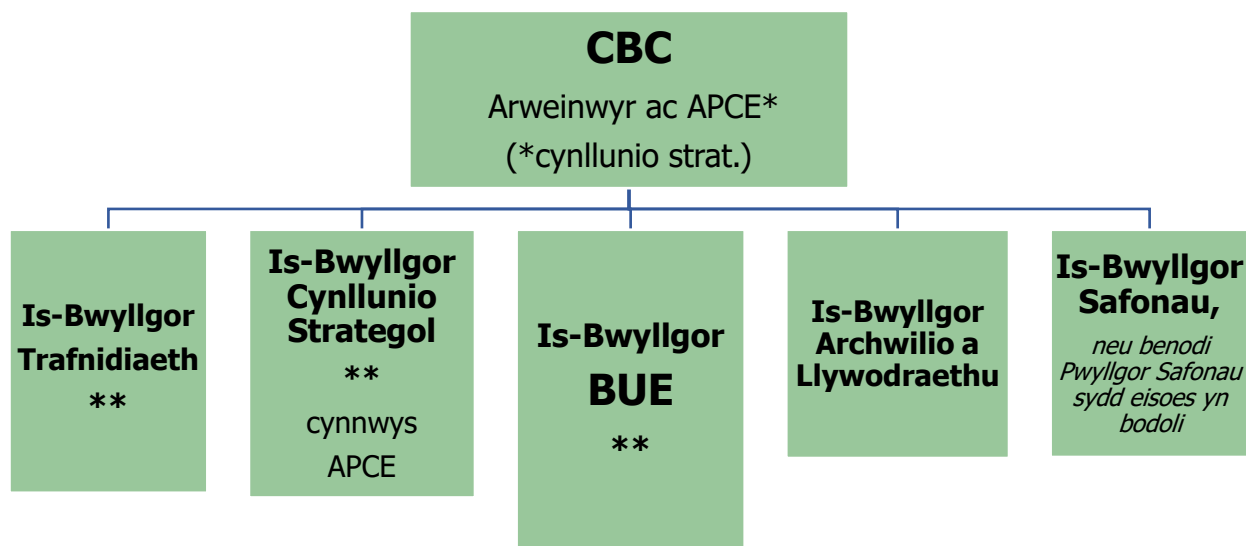 CBC
Arweinwyr ac APCE*
(*cynllunio strat.)
Is-Bwyllgor
Trafnidiaeth
**
Is-Bwyllgor
Cynllunio
Strategol
**
cynnwys
APCE
Is-Bwyllgor
BUE
**
Is-Bwyllgor
Archwilio a
Llywodraethu
Is-Bwyllgor
Safonau,
neu benodi
Pwyllgor Safonau
sydd eisoes yn
bodoli